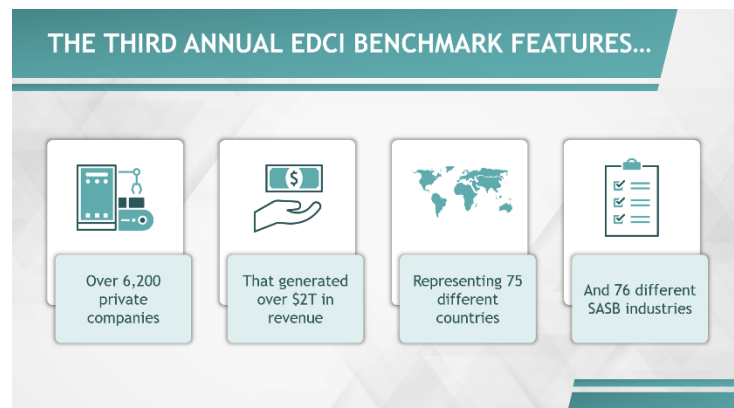 THE THIRD ANNUAL EDCI BENCHMARK FEATURES...
$
Over 6,200
private
companies
That generated
over $2T in
revenue
Representing 75
different
countries
And 76 different
SASB industries